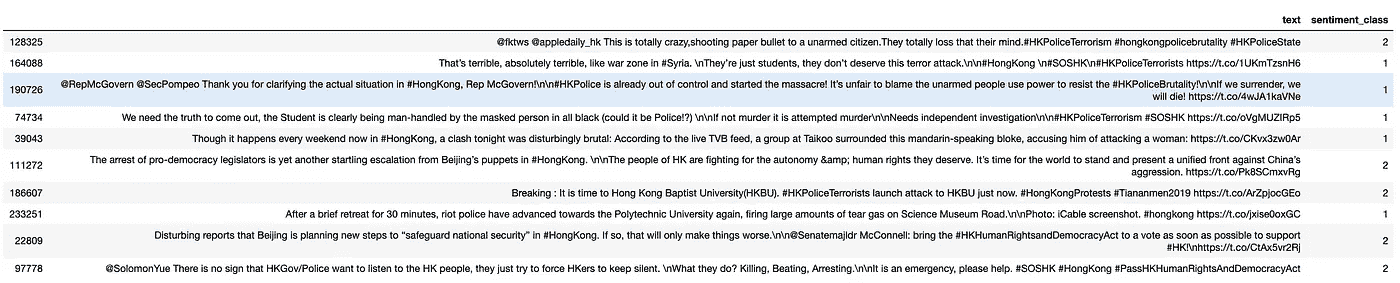 text sentiment_class
128325 @fktws @appledaily_hk This is totally crazy,shooting paper bullet to a unarmed citizen.They totally loss that their mind.#HKPoliceTerrorism #hongkongpolicebrutality #HKPoliceState 2
164088 That's terrible, absolutely terrible, like war zone in #Syria. \nThey're just students, they don't deserve this terror attack.\n\n#HongKong \n#SOSHK\n#HKPoliceTerrorists https://t.co/1UKmTzsnH6 1
@RepMcGovern @SecPompeo Thank you for clarifying the actual situation in #HongKong, Rep McGovern!\n\n#HKPolice is already out of control and started the massacre! It's unfair to blame the unarmed people use power to resist the #HKPoliceBrutality!\n\nIf we surrender, we
190726 will die! https://t.co/4wJA1kaVNe 1
74734 We need the truth to come out, the Student is clearly being man-handled by the masked person in all black (could it be Police!?) \n\nIf not murder it is attempted murder\n\nNeeds independent investigation\n\n#HKPoliceTerrorism #SOSHK https://t.co/oVgMUZIRp5 1
39043 Though it happens every weekend now in #HongKong, a clash tonight was disturbingly brutal: According to the live TVB feed, a group at Taikoo surrounded this mandarin-speaking bloke, accusing him of attacking a woman: https://t.co/CKvx3zw0Ar 1
The arrest of pro-democracy legislators is yet another startling escalation from Beijing's puppets in #HongKong. \n\nThe people of HK are fighting for the autonomy &amp; human rights they deserve. It's time for the world to stand and present a unified front against China's
111272 aggression. https://t.co/Pk8SCmxvRg 2
186607 Breaking : It is time to Hong Kong Baptist University(HKBU). #HKPoliceTerrorists launch attack to HKBU just now. #HongKongProtests #Tiananmen2019 https://t.co/ArZpjocGEo 2
233251 After a brief retreat for 30 minutes, riot police have advanced towards the Polytechnic University again, firing large amounts of tear gas on Science Museum Road.\n\nPhoto: iCable screenshot. #hongkong https://t.co/jxise0oxGC 1
Disturbing reports that Beijing is planning new steps to "safeguard national security" in #HongKong. If so, that will only make things worse.\n\n@Senatemajldr McConnell: bring the #HKHumanRightsandDemocracyAct to a vote as soon as possible to support
22809 #HK!\nhttps://t.co/CtAx5vr2Rj 2
97778 @SolomonYue There is no sign that HKGov/Police want to listen to the HK people, they just try to force HKers to keep silent. \nWhat they do? Killing, Beating, Arresting.\n\nIt is an emergency, please help. #SOSHK #HongKong #PassHKHumanRightsAndDemocracyAct 2